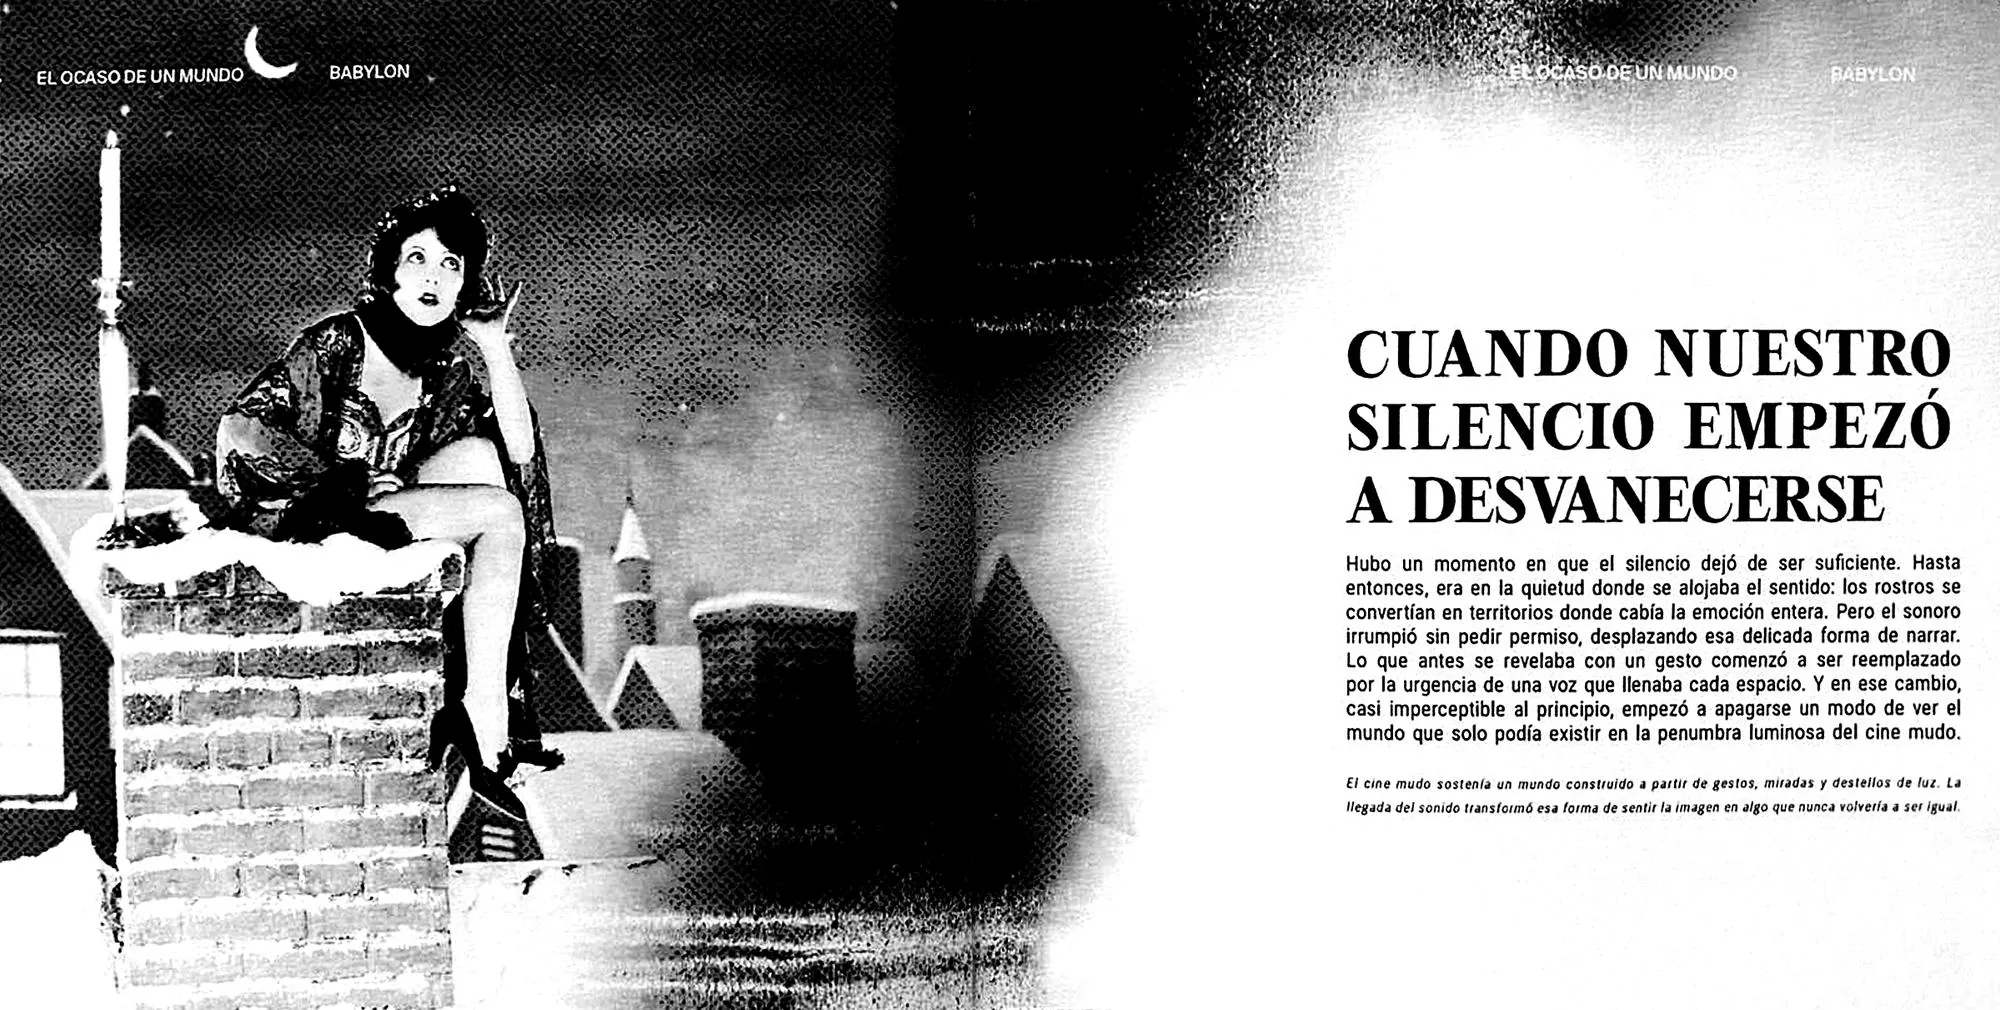 EL OCASO DE UN MUNDO
BABYLON
EL OCASO DE UN MUNDO
BABYLON
CUANDO NUESTRO
SILENCIO EMPEZÓ
A DESVANECERSE
Hubo un momento en que el silencio dejó de ser suficiente. Hasta
entonces, era en la quietud donde se alojaba el sentido: los rostros se
convertían en territorios donde cabía la emoción entera. Pero el sonoro
irrumpió sin pedir permiso, desplazando esa delicada forma de narrar.
Lo que antes se revelaba con un gesto comenzó a ser reemplazado
por la urgencia de una voz que llenaba cada espacio. Y en ese cambio,
casi imperceptible al principio, empezó a apagarse un modo de ver el
mundo que solo podía existir en la penumbra luminosa del cine mudo.
El cine mudo sostenía un mundo construido a partir de gestos, miradas y destellos de luz. La
llegada del sonido transformó esa forma de sentir la imagen en algo que nunca volvería a ser igual.